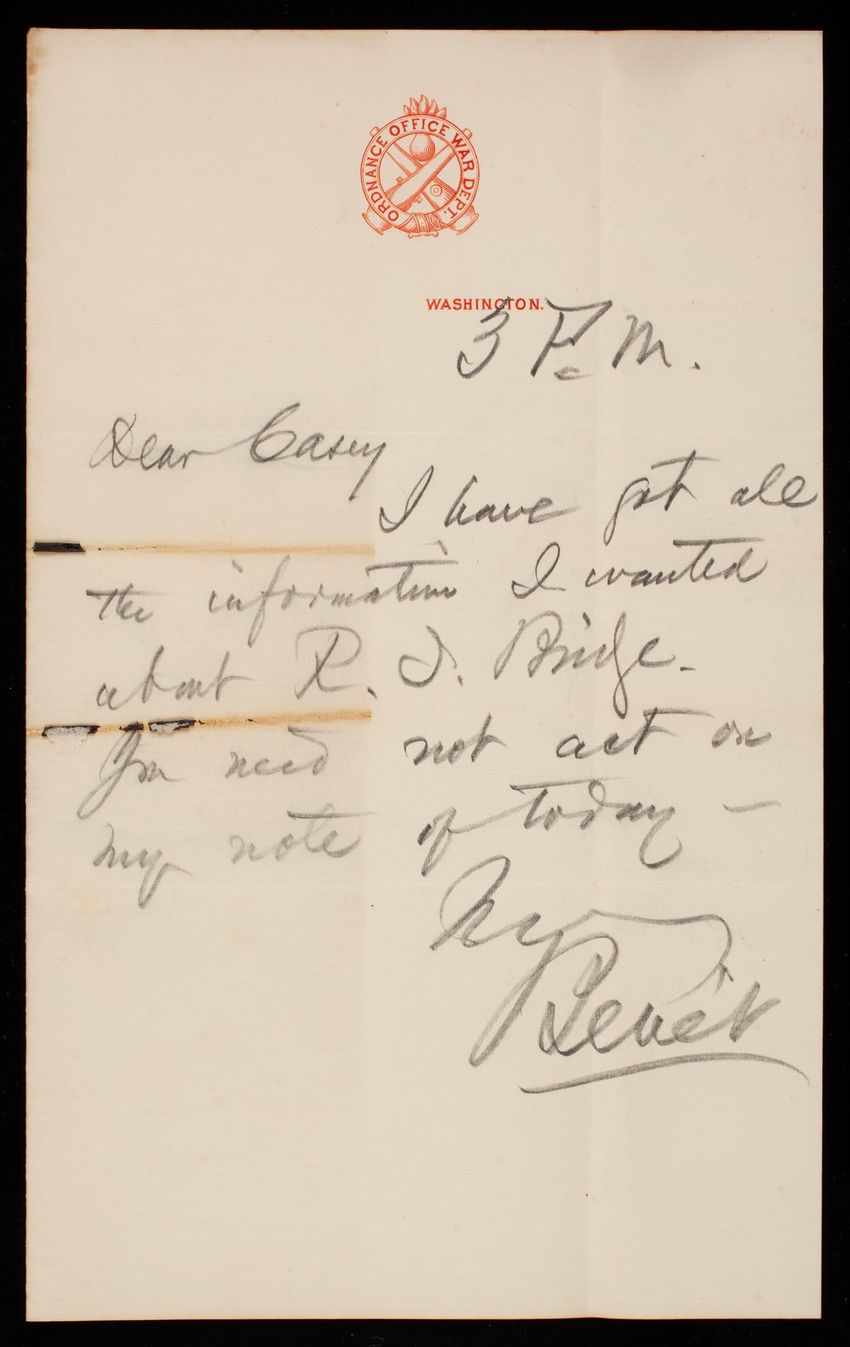 ORDNANCE OFFICE WAR DEPT.
WASHINGTON.
3 P. M.
Dear Casey
I have got all
the information I wanted
about R. I. Bridge.
You need not act on
my note of today —
Benét